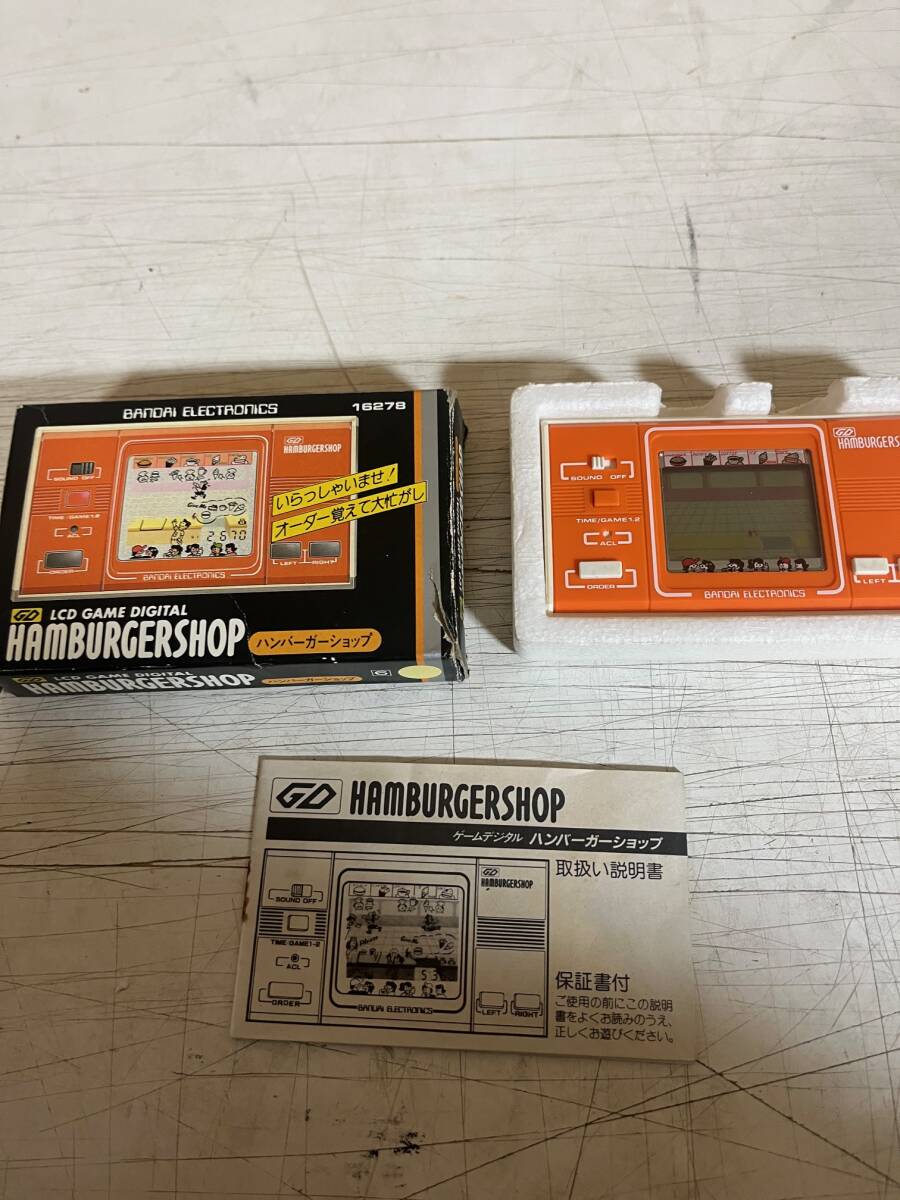 BANDAI ELECTRONICS
16278
GD HAMBURGERSHOP
SOUND OFF
TIME/GAME 1.2
ACL
ORDER
2670
LEFT RIGHT
BANDAI ELECTRONICS
いらっしゃいませ!
オーダー覚えて大忙がし
GD LCD GAME DIGITAL
HAMBURGERSHOP ハンバーガーショップ
GD LCD GAME DIGITAL
HAMBURGERSHOP ハンバーガーショップ
GD
HAMBURGERS
SOUND OFF
TIME/GAME 1.2
ACL
ORDER
LEFT
BANDAI ELECTRONICS
GD HAMBURGERSHOP
ゲームデジタル ハンバーガーショップ
取扱い説明書
GD
HAMBURGERSHOP
SOUND OFF
TIME/GAME1-2
ACL
ORDER
53
LEFT RIGHT
BANDAI ELECTRONICS
保証書付
ご使用の前にこの説明
書をよくお読みのうえ、
正しくお遊びください。